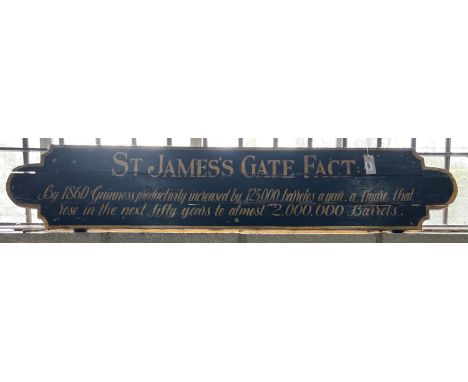 ST JAMES'S GATE FACT:
By 1860 Guinness productivity increased by 125,000 barroles a year, a figure that
rose in the next fifty years to almost 2,000,000 Barrels.